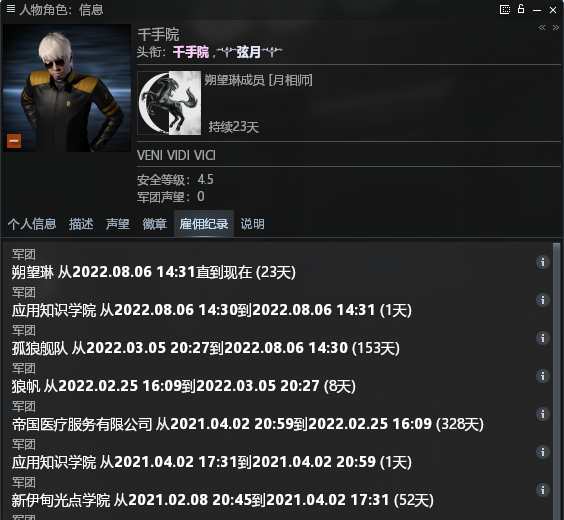 人物角色：信息
千手院
头衔：千手院,弦月
朔望琳成员 [月相师]
持续23天
VENI VIDI VICI
安全等级：4.5
军团声望：0
个人信息 描述 声望 徽章 雇佣纪录 说明
军团
朔望琳 从2022.08.06 14:31直到现在 (23天)
军团
应用知识学院 从2022.08.06 14:30到2022.08.06 14:31 (1天)
军团
孤狼舰队 从2022.03.05 20:27到2022.08.06 14:30 (153天)
军团
狼帆 从2022.02.25 16:09到2022.03.05 20:27 (8天)
军团
帝国医疗服务有限公司 从2021.04.02 20:59到2022.02.25 16:09 (328天)
军团
应用知识学院 从2021.04.02 17:31到2021.04.02 20:59 (1天)
军团
新伊甸光点学院 从2021.02.08 20:45到2021.04.02 17:31 (52天)
军团